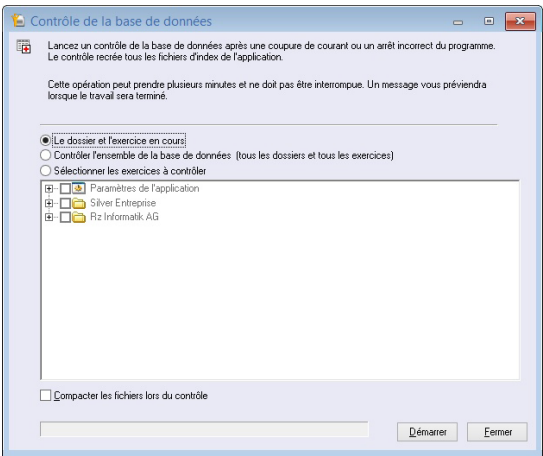 Contrôle de la base de données
Lancez un contrôle de la base de données après une coupure de courant ou un arrêt incorrect du programme.
Le contrôle recrée tous les fichiers d'index de l'application.
Cette opération peut prendre plusieurs minutes et ne doit pas être interrompue. Un message vous préviendra
lorsque le travail sera terminé.
Le dossier et l'exercice en cours
Contrôler l'ensemble de la base de données (tous les dossiers et tous les exercices)
Sélectionner les exercices à contrôler
Paramètres de l'application
Silver Entreprise
Rz Informatik AG
Compacter les fichiers lors du contrôle
Démarrer
Fermer